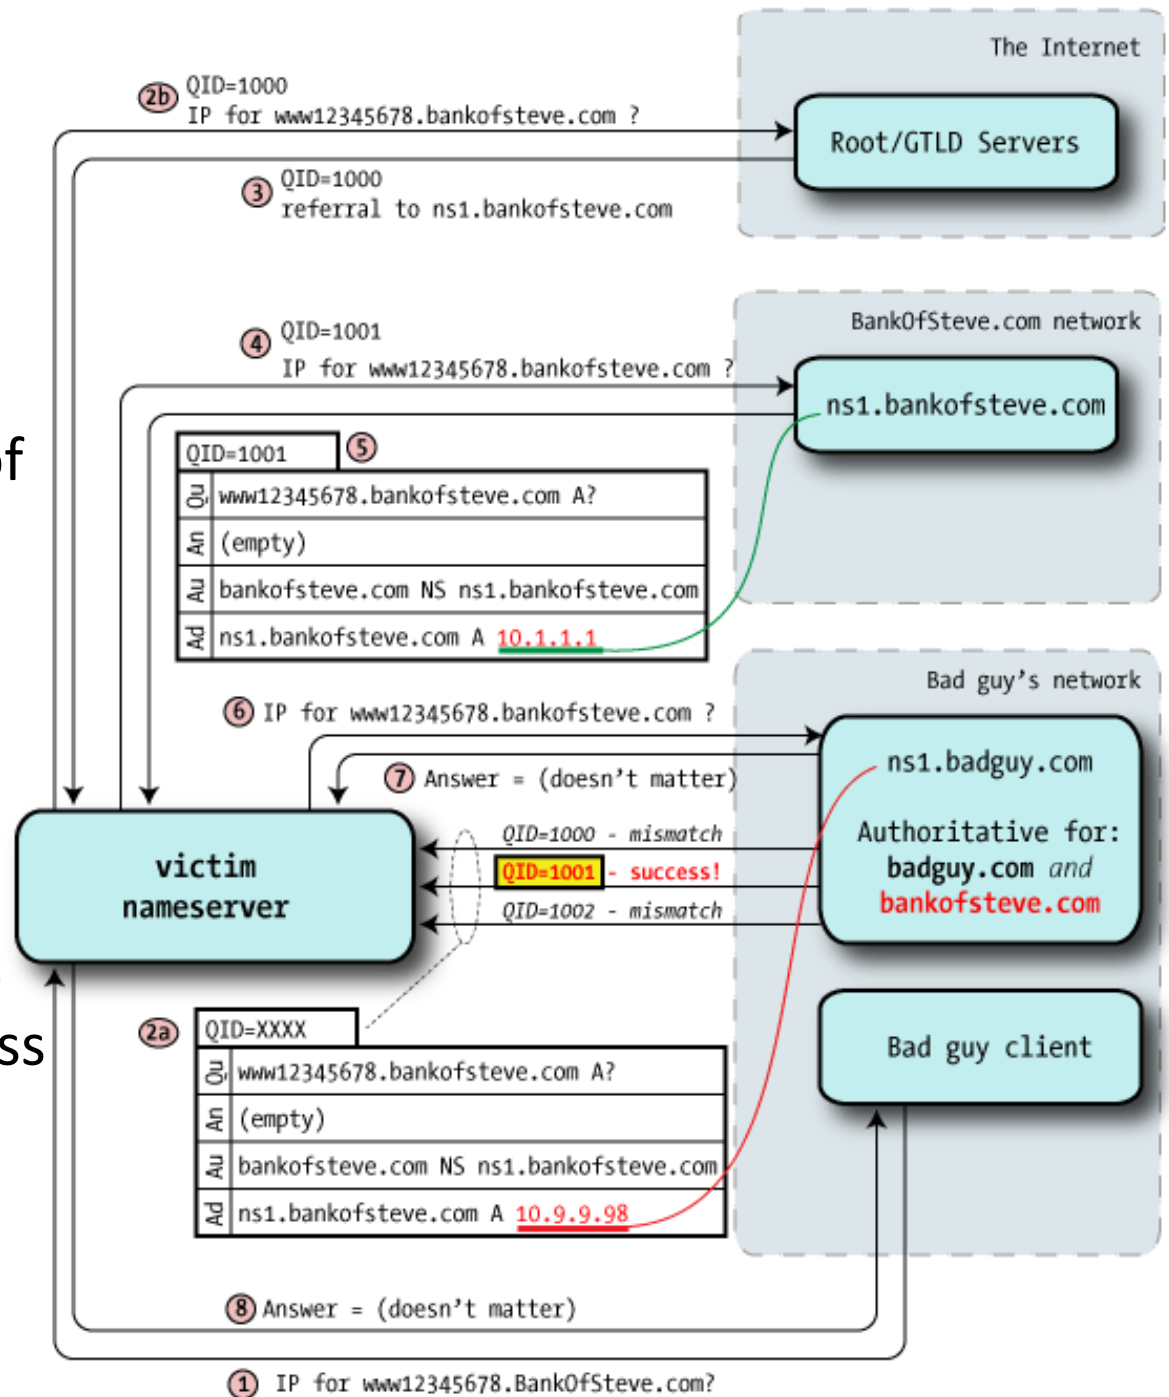 The Internet
2b QID=1000
IP for www12345678.bankofsteve.com ?
Root/GTLD Servers
3 QID=1000
referral to ns1.bankofsteve.com
BankOfSteve.com network
4 QID=1001
IP for www12345678.bankofsteve.com ?
ns1.bankofsteve.com
of
QID=1001 5
Qu www12345678.bankofsteve.com A?
An (empty)
Au bankofsteve.com NS ns1.bankofsteve.com
Ad ns1.bankofsteve.com A 10.1.1.1
Bad guy's network
6 IP for www12345678.bankofsteve.com ?
7 Answer = (doesn't matter)
ns1.badguy.com
Authoritative for:
badguy.com and
bankofsteve.com
QID=1000 - mismatch
QID=1001 - success!
QID=1002 - mismatch
victim
nameserver
2a QID=XXXX
ss
Qu www12345678.bankofsteve.com A?
An (empty)
Au bankofsteve.com NS ns1.bankofsteve.com
Ad ns1.bankofsteve.com A 10.9.9.98
Bad guy client
8 Answer = (doesn't matter)
1 IP for www12345678.BankOfSteve.com?